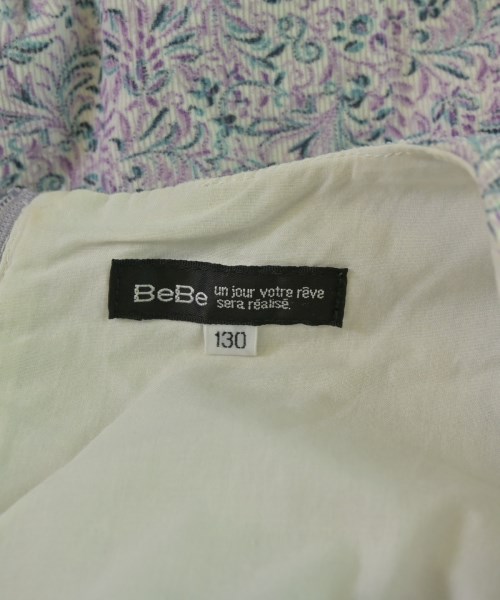 BeBe
un jour votre rêve
sera réalisé.
130